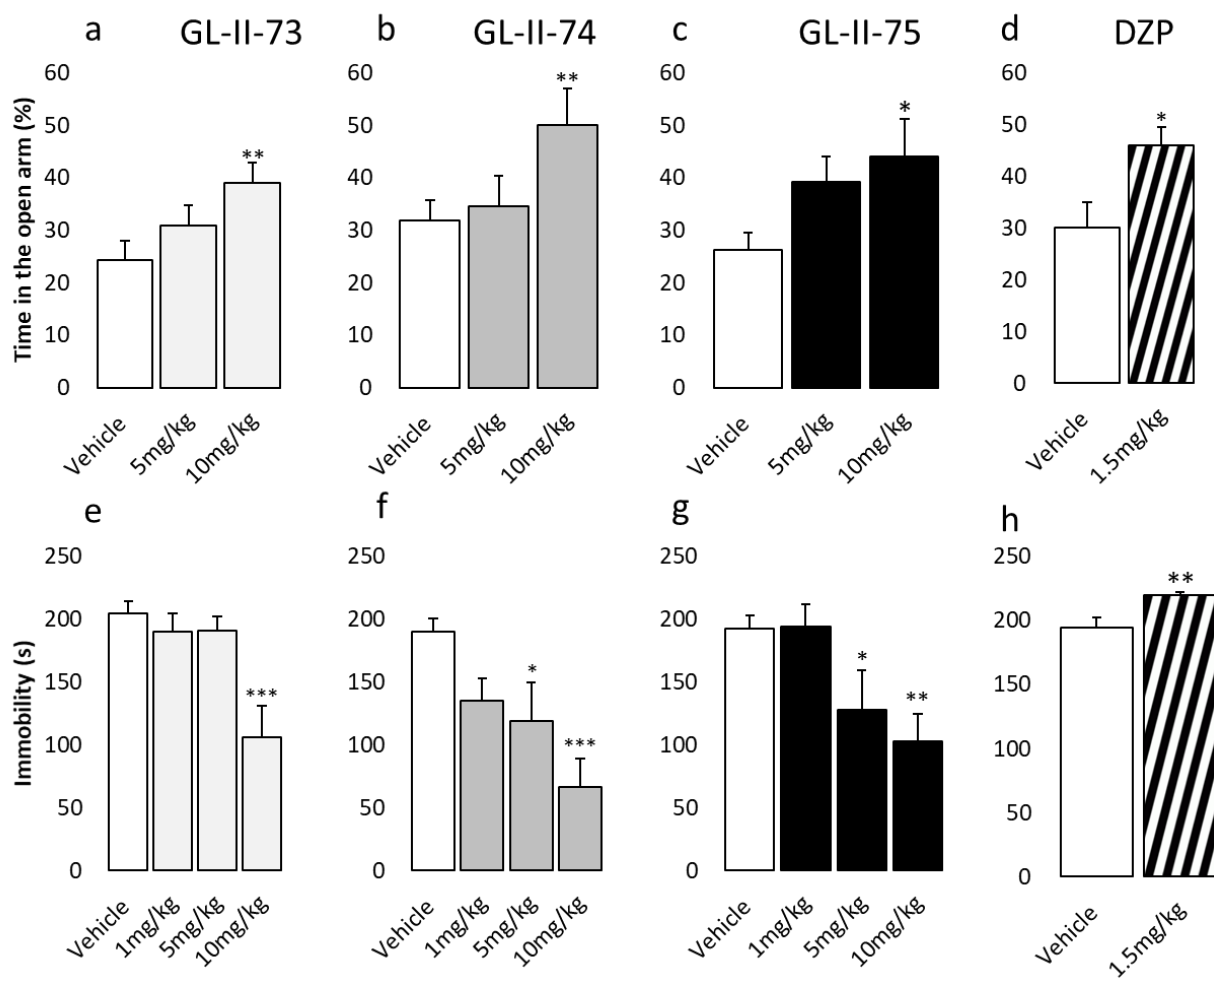 a GL-II-73 b GL-II-74 c GL-II-75 d DZP
Time in the open arm (%)
60 60 60 60
50 50 50 50
40 40 40 40
30 30 30 30
20 20 20 20
10 10 10 10
0 0 0 0
** ** * *
Vehicle 5mg/kg 10mg/kg Vehicle 5mg/kg 10mg/kg Vehicle 5mg/kg 10mg/kg Vehicle 1.5mg/kg
e f g h
Immobility (s)
250 250 250 250
200 200 200 200
150 150 150 150
100 100 100 100
50 50 50 50
0 0 0 0
*** * *** * ** **
Vehicle 1mg/kg 5mg/kg 10mg/kg Vehicle 1mg/kg 5mg/kg 10mg/kg Vehicle 1mg/kg 5mg/kg 10mg/kg Vehicle 1.5mg/kg